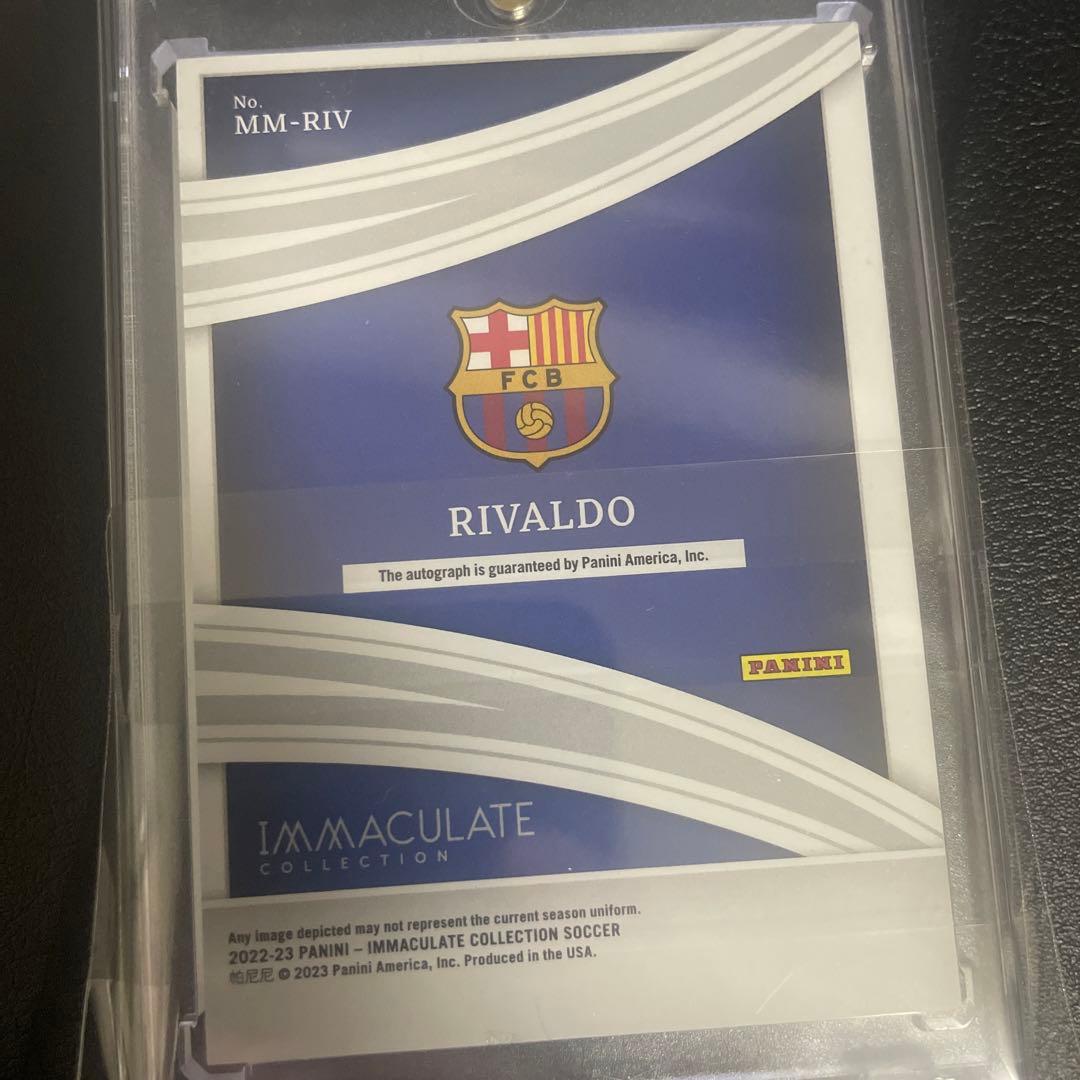 No.
MM-RIV
FCB
RIVALDO
The autograph is guaranteed by Panini America, Inc.
PANINI
IMMACULATE
COLLECTION
Any image depicted may not represent the current season uniform.
2022-23 PANINI – IMMACULATE COLLECTION SOCCER
帕尼尼 © 2023 Panini America, Inc. Produced in the USA.